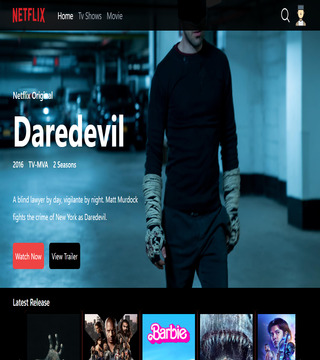 NETFLIX Home Tv Shows Movie
Netflix Original
Daredevil
2016 TV-MVA 2 Seasons
A blind lawyer by day, vigilante by night. Matt Murdock
fights the crime of New York as Daredevil.
Watch Now View Trailer
Latest Release
Barbie